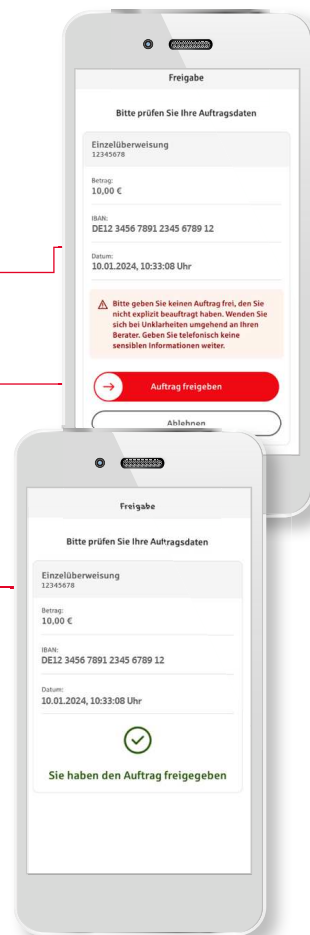 Freigabe
Bitte prüfen Sie Ihre Auftragsdaten
Einzelüberweisung
12345678
Betrag:
10,00 €
IBAN:
DE12 3456 7891 2345 6789 12
Datum:
10.01.2024, 10:33:08 Uhr
Bitte geben Sie keinen Auftrag frei, den Sie
nicht explizit beauftragt haben. Wenden Sie
sich bei Unklarheiten umgehend an Ihren
Berater. Geben Sie telefonisch keine
sensiblen Informationen weiter.
Auftrag freigeben
Ablehnen
Freigabe
Bitte prüfen Sie Ihre Auftragsdaten
Einzelüberweisung
12345678
Betrag:
10,00 €
IBAN:
DE12 3456 7891 2345 6789 12
Datum:
10.01.2024, 10:33:08 Uhr
Sie haben den Auftrag freigegeben